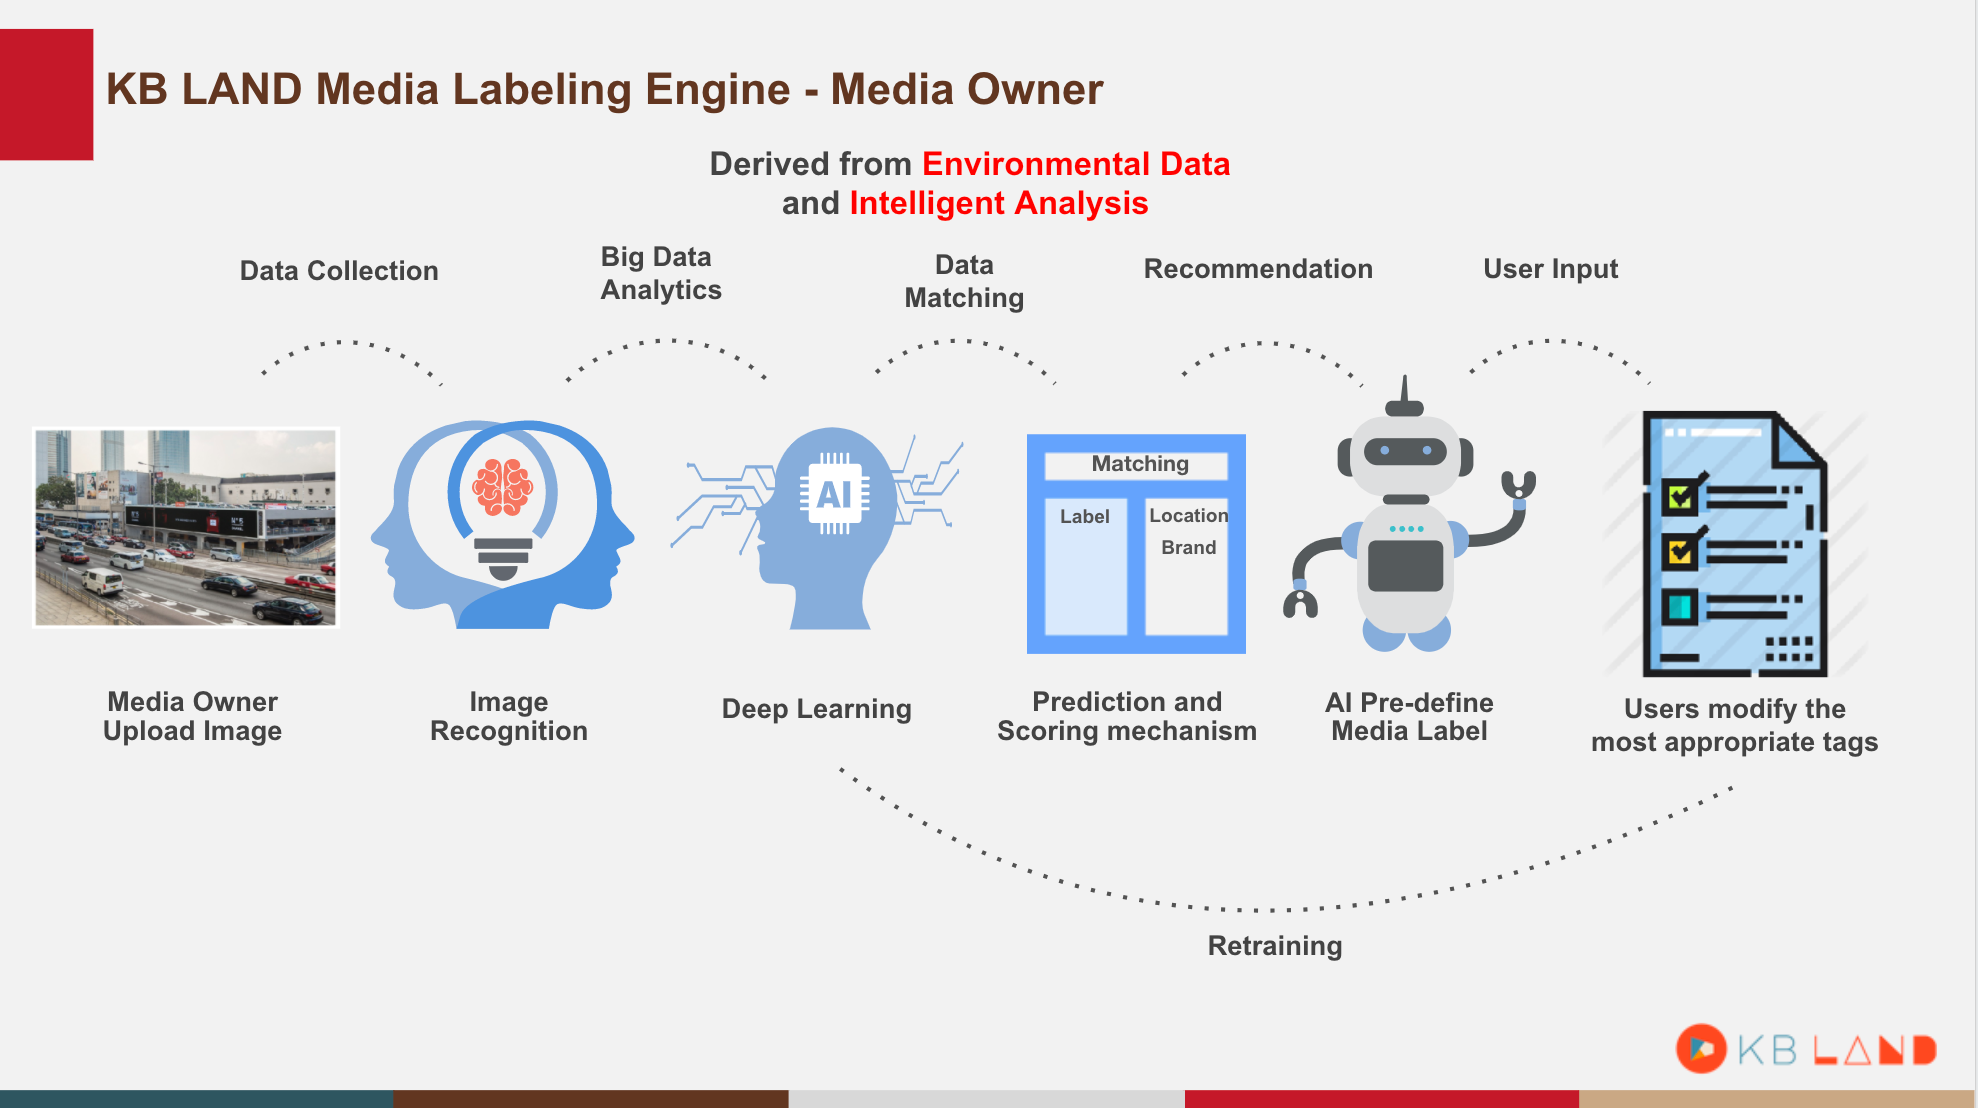 KB LAND Media Labeling Engine - Media Owner
Derived from Environmental Data
and Intelligent Analysis
Data Collection
Big Data
Analytics
Data
Matching
Recommendation
User Input
AI
Matching
Label
Location
Brand
Media Owner
Upload Image
Image
Recognition
Deep Learning
Prediction and
Scoring mechanism
AI Pre-define
Media Label
Users modify the
most appropriate tags
Retraining
KB LAND